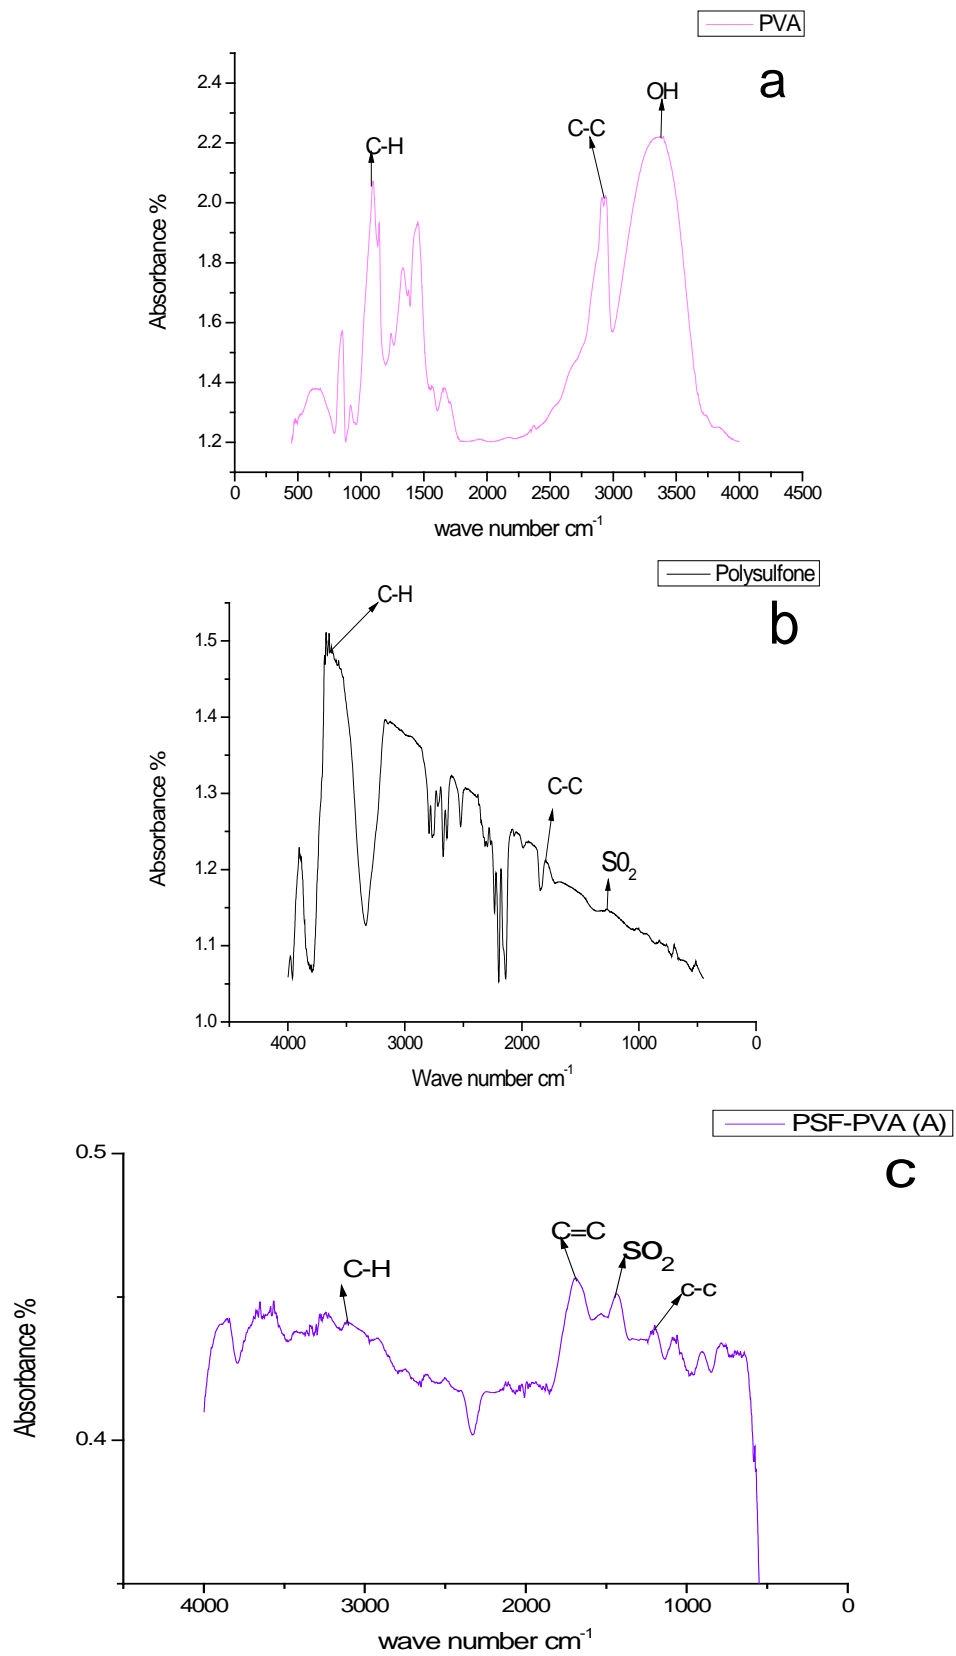 PVA
a
2.4
OH
C-C
2.2
C-H
2.0
1.8
1.6
1.4
1.2
Absorbance %
0 500 1000 1500 2000 2500 3000 3500 4000 4500
wave number cm-1
Polysulfone
b
C-H
1.5
1.4
1.3
C-C
1.2
S02
1.1
1.0
Absorbance %
4000 3000 2000 1000 0
Wave number cm-1
PSF-PVA (A)
c
0.5
C=C
SO2
C-H
c-c
0.4
Absorbance %
4000 3000 2000 1000 0
wave number cm-1